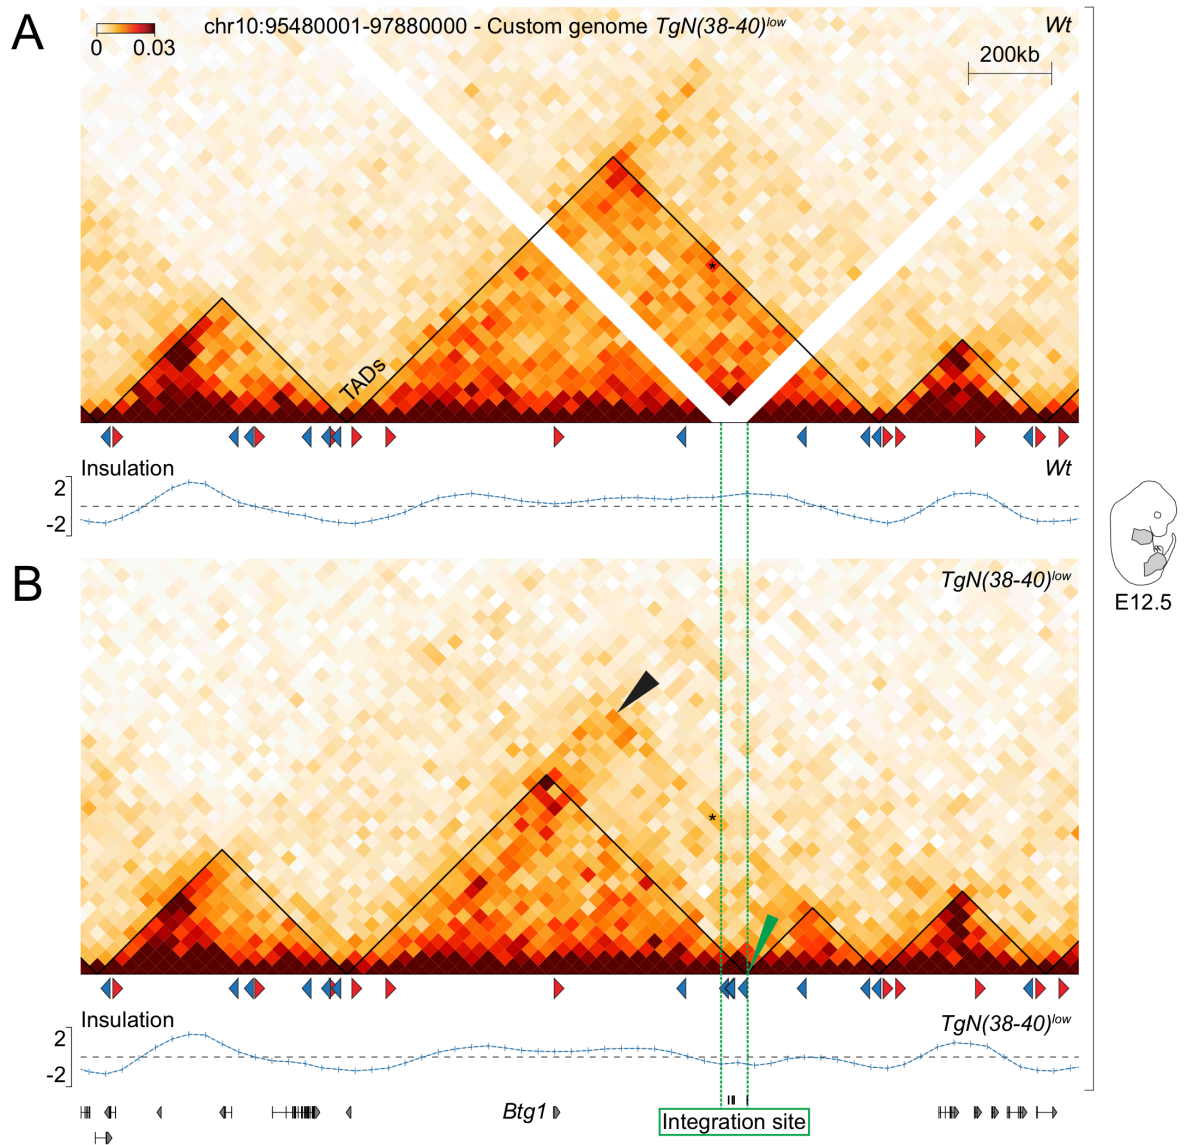 A
chr10:95480001-97880000 - Custom genome TgN(38-40)low
Wt
0 0.03
200kb
TADs
*
Insulation
Wt
2
-2
E12.5
B
TgN(38-40)low
*
Insulation
TgN(38-40)low
2
-2
Btg1
Integration site